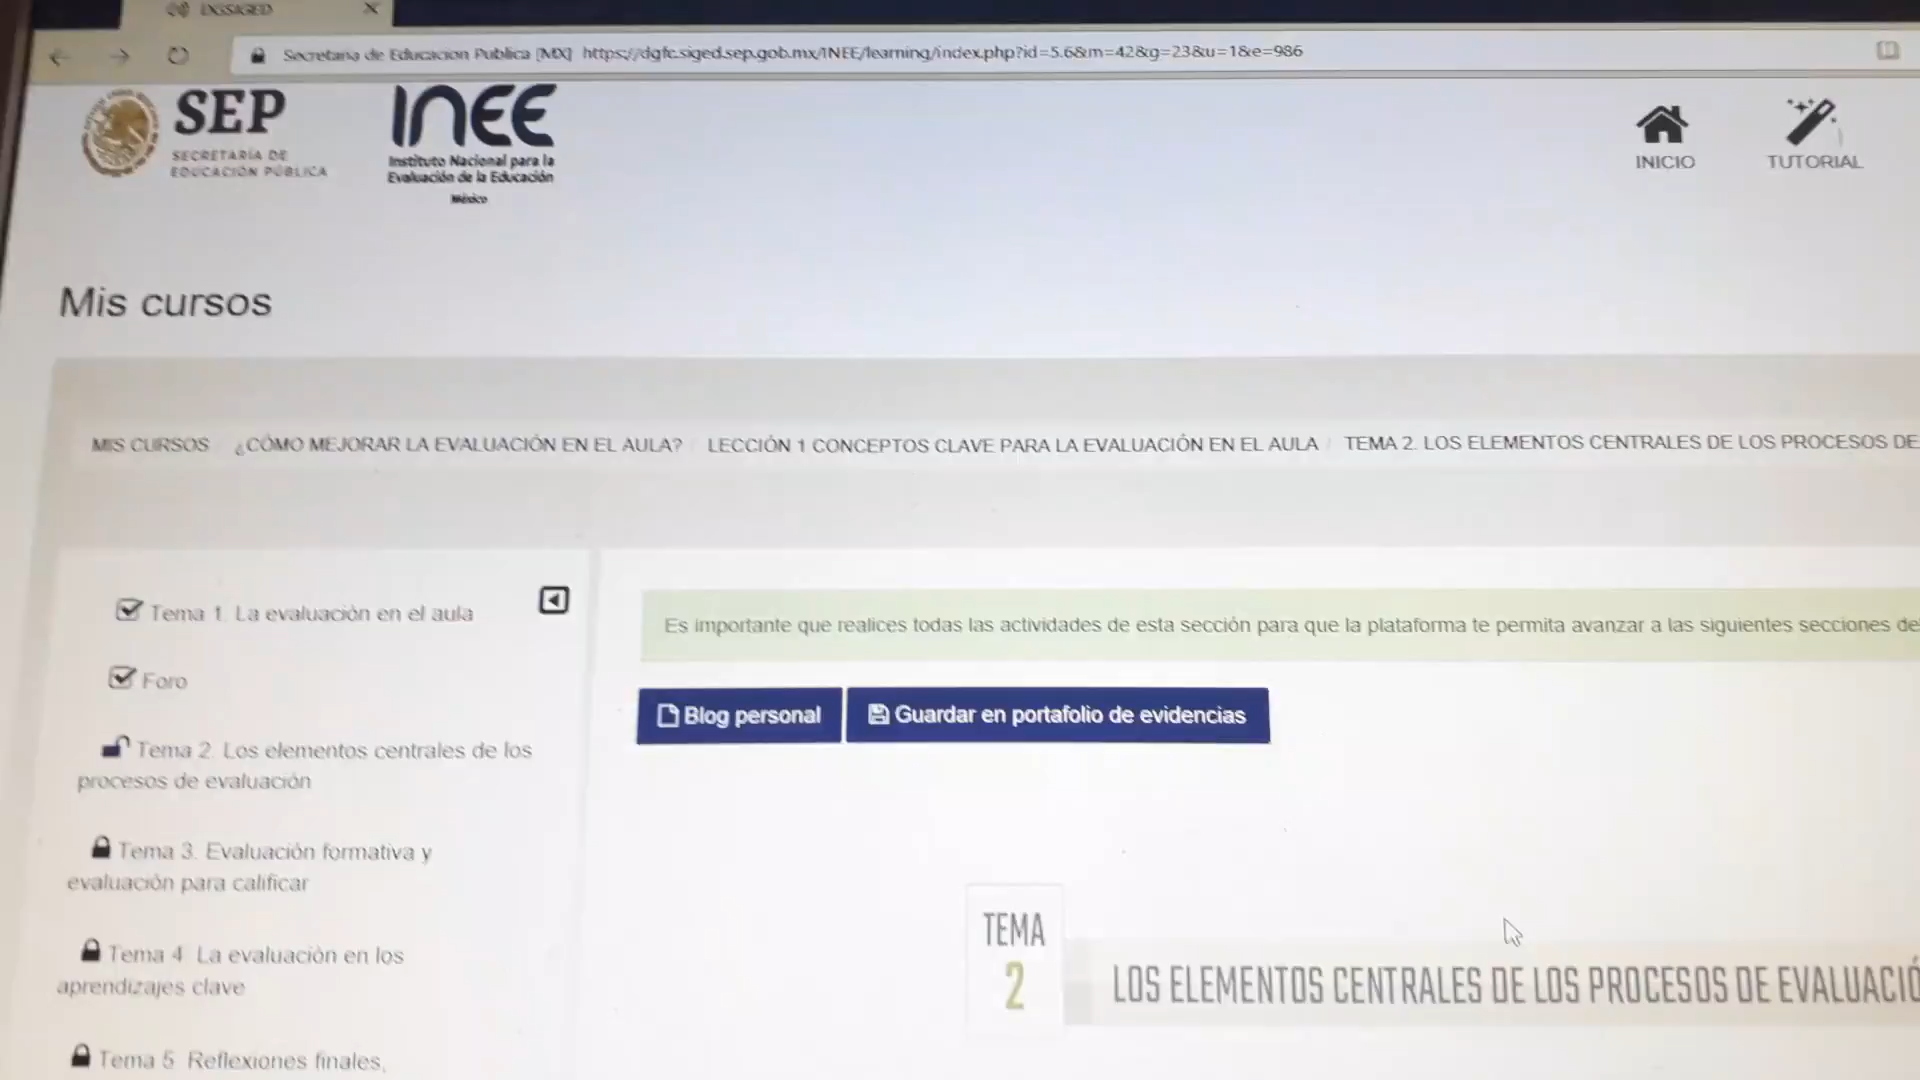 DGSIGED
Secretaria de Educacion Publica [MX] https://dgfc.siged.sep.gob.mx/INEE/learning/index.php?id=5.6&m=42&g=23&u=1&e=986
SEP
SECRETARÍA DE
EDUCACIÓN PÚBLICA
INEE
Instituto Nacional para la
Evaluación de la Educación
México
INICIO
TUTORIAL
Mis cursos
MIS CURSOS / ¿CÓMO MEJORAR LA EVALUACIÓN EN EL AULA? / LECCIÓN 1 CONCEPTOS CLAVE PARA LA EVALUACIÓN EN EL AULA / TEMA 2. LOS ELEMENTOS CENTRALES DE LOS PROCESOS DE
Tema 1. La evaluación en el aula
Foro
Tema 2. Los elementos centrales de los
procesos de evaluación
Tema 3. Evaluación formativa y
evaluación para calificar
Tema 4. La evaluación en los
aprendizajes clave
Tema 5. Reflexiones finales,
Es importante que realices todas las actividades de esta sección para que la plataforma te permita avanzar a las siguientes secciones de
Blog personal
Guardar en portafolio de evidencias
TEMA
2
LOS ELEMENTOS CENTRALES DE LOS PROCESOS DE EVALUACIÓ